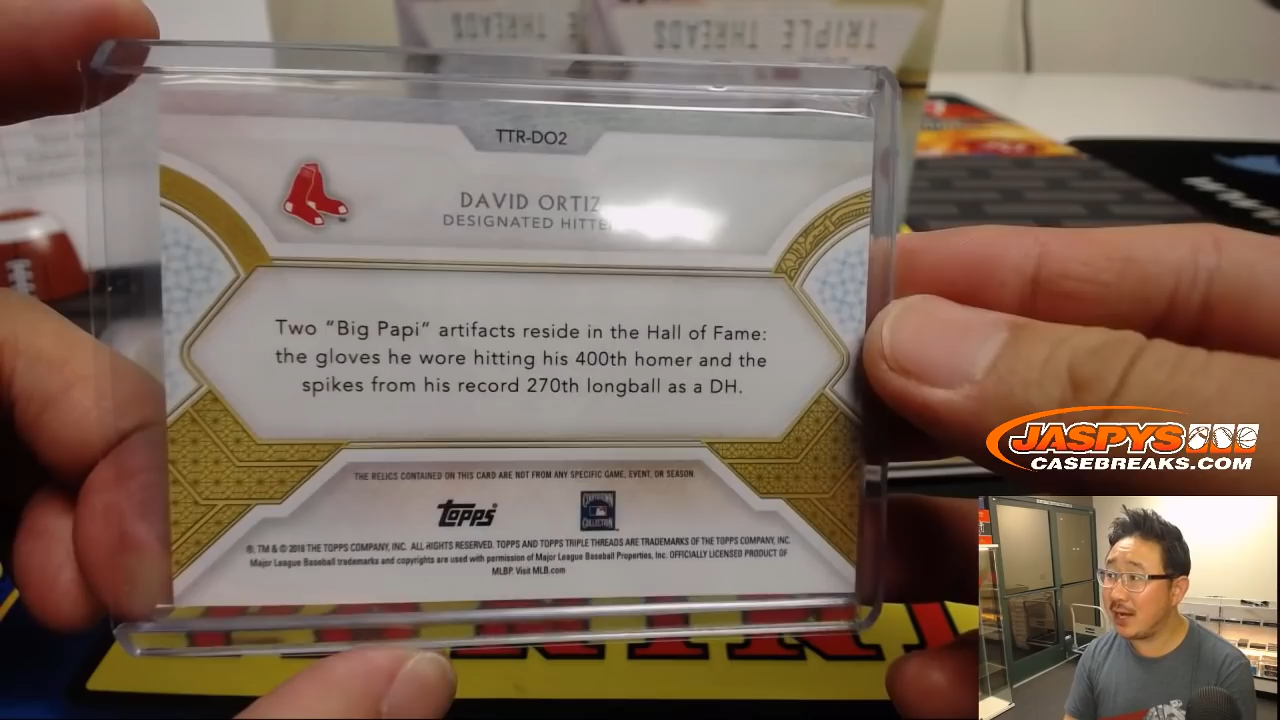 THREADS
TRIPLE THREADS
TTR-DO2
DAVID ORTIZ
DESIGNATED HITTE
Two "Big Papi" artifacts reside in the Hall of Fame:
the gloves he wore hitting his 400th homer and the
spikes from his record 270th longball as a DH.
THE RELICS CONTAINED ON THIS CARD ARE NOT FROM ANY SPECIFIC GAME, EVENT, OR SEASON.
Topps
COOPERSTOWN
COLLECTION
®, TM & © 2018 THE TOPPS COMPANY, INC. ALL RIGHTS RESERVED. TOPPS AND TOPPS TRIPLE THREADS ARE TRADEMARKS OF THE TOPPS COMPANY, INC.
Major League Baseball trademarks and copyrights are used with permission of Major League Baseball Properties, Inc. OFFICIALLY LICENSED PRODUCT OF
MLBP. Visit MLB.com
WWW
JASPYS
CASEBREAKS.COM